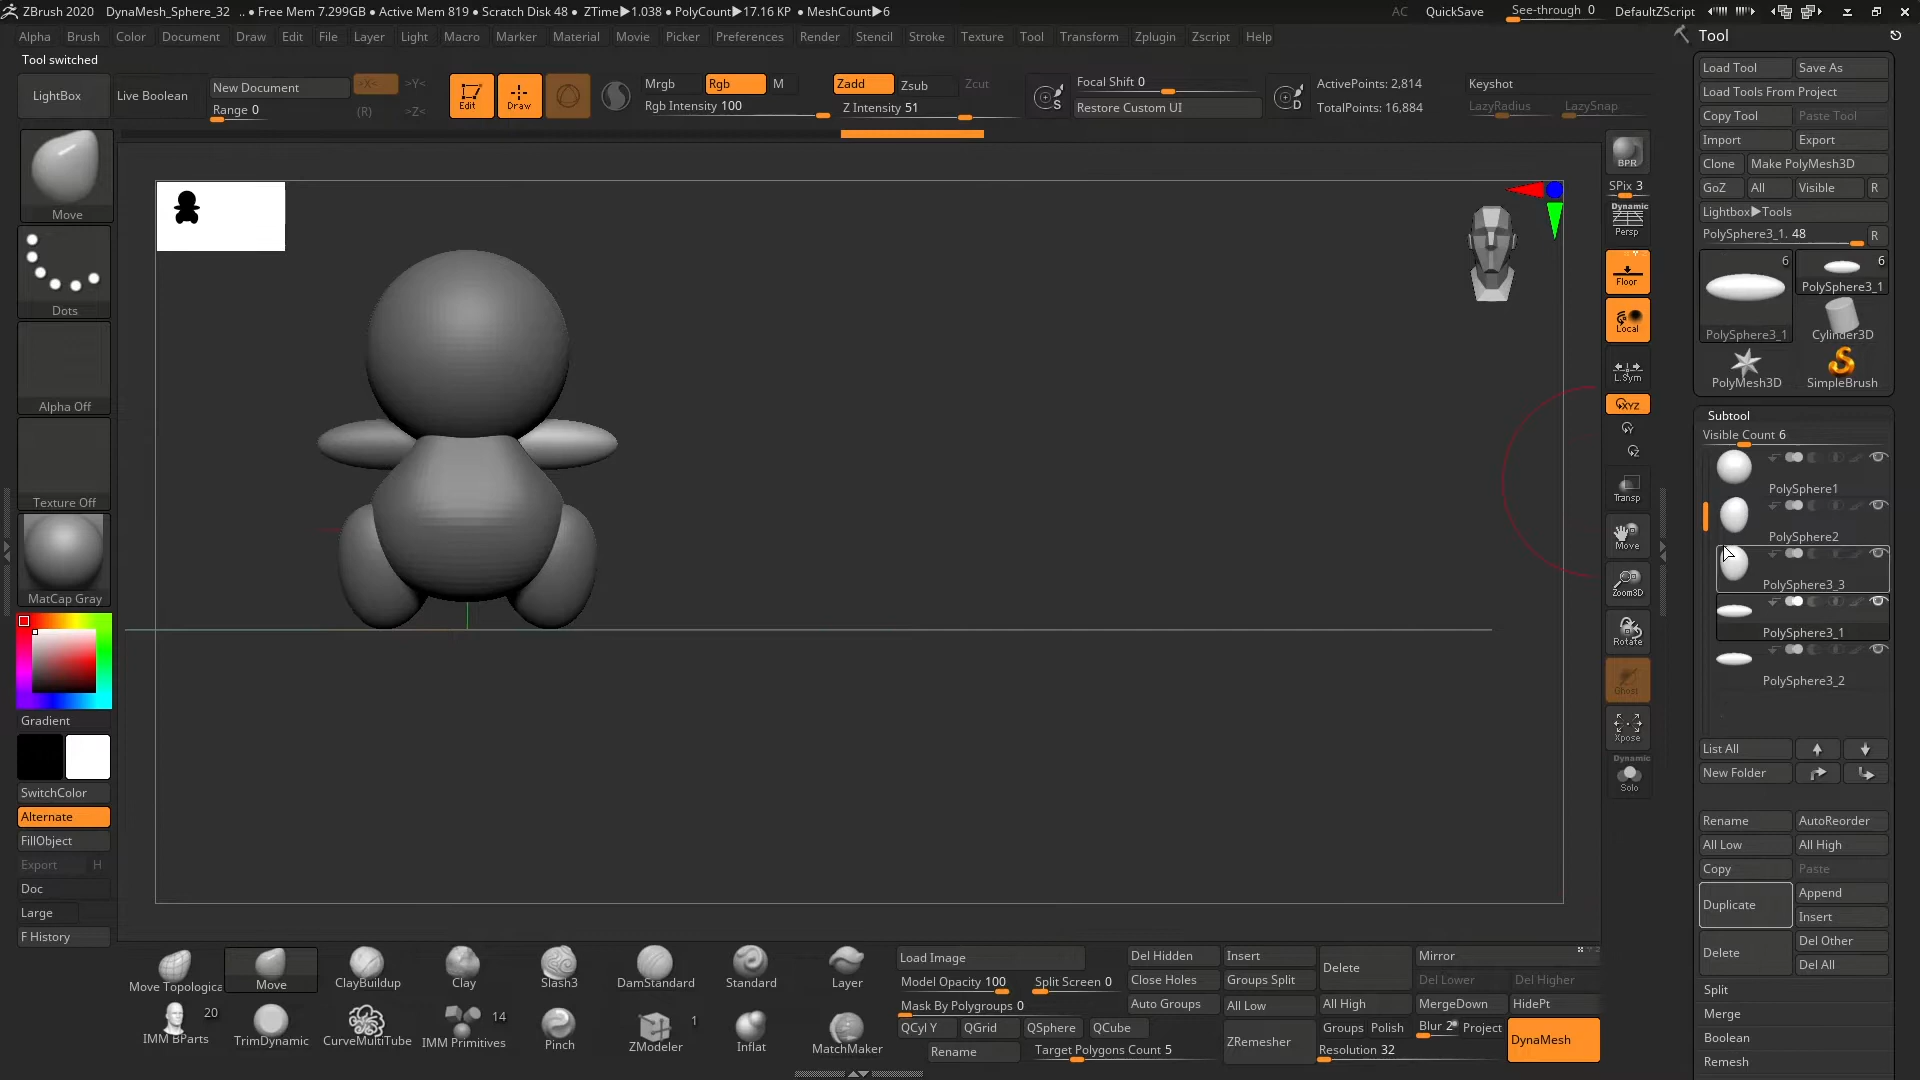 ZBrush 2020 DynaMesh_Sphere_32 .. • Free Mem 7.299GB • Active Mem 819 • Scratch Disk 48 • ZTime▶1.038 • PolyCount▶17.16 KP • MeshCount▶6 AC QuickSave See-through 0 DefaultZScript
Alpha Brush Color Document Draw Edit File Layer Light Macro Marker Material Movie Picker Preferences Render Stencil Stroke Texture Tool Transform Zplugin Zscript Help
Tool switched
LightBox
Live Boolean
New Document
Range 0
>X<
>Y<
(R)
>Z<
Edit
Draw
Mrgb
Rgb
M
Rgb Intensity 100
Zadd
Zsub
Zcut
Z Intensity 51
S
Focal Shift 0
Restore Custom UI
D
ActivePoints: 2,814
TotalPoints: 16,884
Keyshot
LazyRadius
LazySnap
Move
Dots
Alpha Off
Texture Off
MatCap Gray
Gradient
SwitchColor
Alternate
FillObject
Export H
Doc
Large
F History
BPR
SPix 3
Dynamic
Persp
Floor
Local
L.Sym
XYZ
Y
Z
Transp
Move
Zoom3D
Rotate
Ghost
Xpose
Dynamic
Solo
Tool
Load Tool
Save As
Load Tools From Project
Copy Tool
Paste Tool
Import
Export
Clone
Make PolyMesh3D
GoZ
All
Visible
R
Lightbox▶Tools
PolySphere3_1. 48
R
6
6
PolySphere3_1
PolySphere3_1
Cylinder3D
PolyMesh3D
SimpleBrush
Subtool
Visible Count 6
PolySphere1
PolySphere2
PolySphere3_3
PolySphere3_1
PolySphere3_2
List All
New Folder
Rename
AutoReorder
All Low
All High
Copy
Paste
Duplicate
Append
Insert
Delete
Del Other
Del All
Split
Merge
Boolean
Remesh
Move Topologica
Move
ClayBuildup
Clay
Slash3
DamStandard
Standard
Layer
20
IMM BParts
TrimDynamic
CurveMultiTube
14
IMM Primitives
Pinch
1
ZModeler
Inflat
MatchMaker
Load Image
Model Opacity 100
Split Screen 0
Mask By Polygroups 0
QCyl Y
QGrid
QSphere
QCube
Rename
Target Polygons Count 5
Del Hidden
Insert
Close Holes
Groups Split
Auto Groups
All Low
ZRemesher
Delete
Mirror
Del Lower
Del Higher
All High
MergeDown
HidePt
Groups
Polish
Blur 2
Project
Resolution 32
DynaMesh